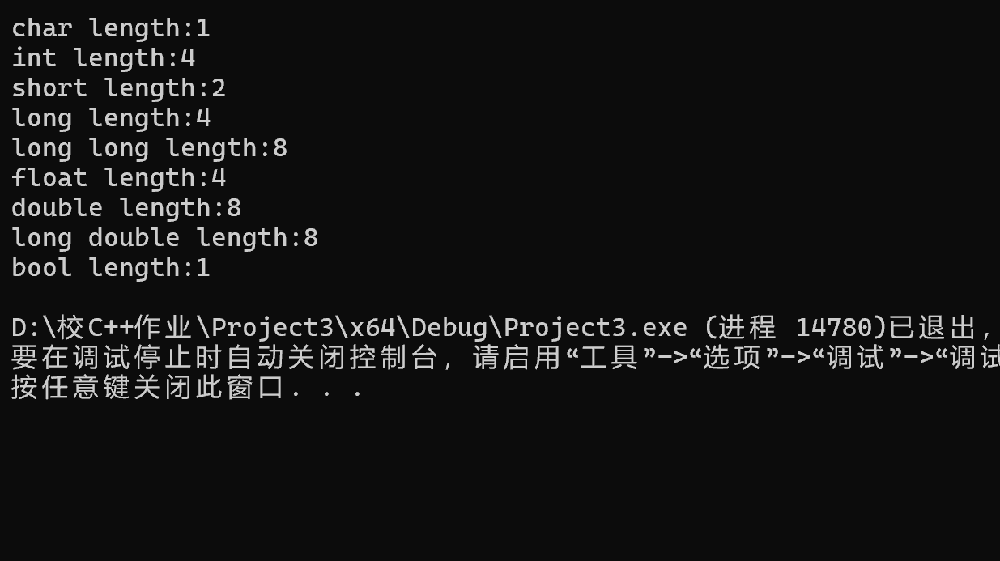 char length:1
int length:4
short length:2
long length:4
long long length:8
float length:4
double length:8
long double length:8
bool length:1
D:\校C++作业\Project3\x64\Debug\Project3.exe (进程 14780)已退出,
要在调试停止时自动关闭控制台, 请启用“工具”->“选项”->“调试”->“调试
按任意键关闭此窗口. . .